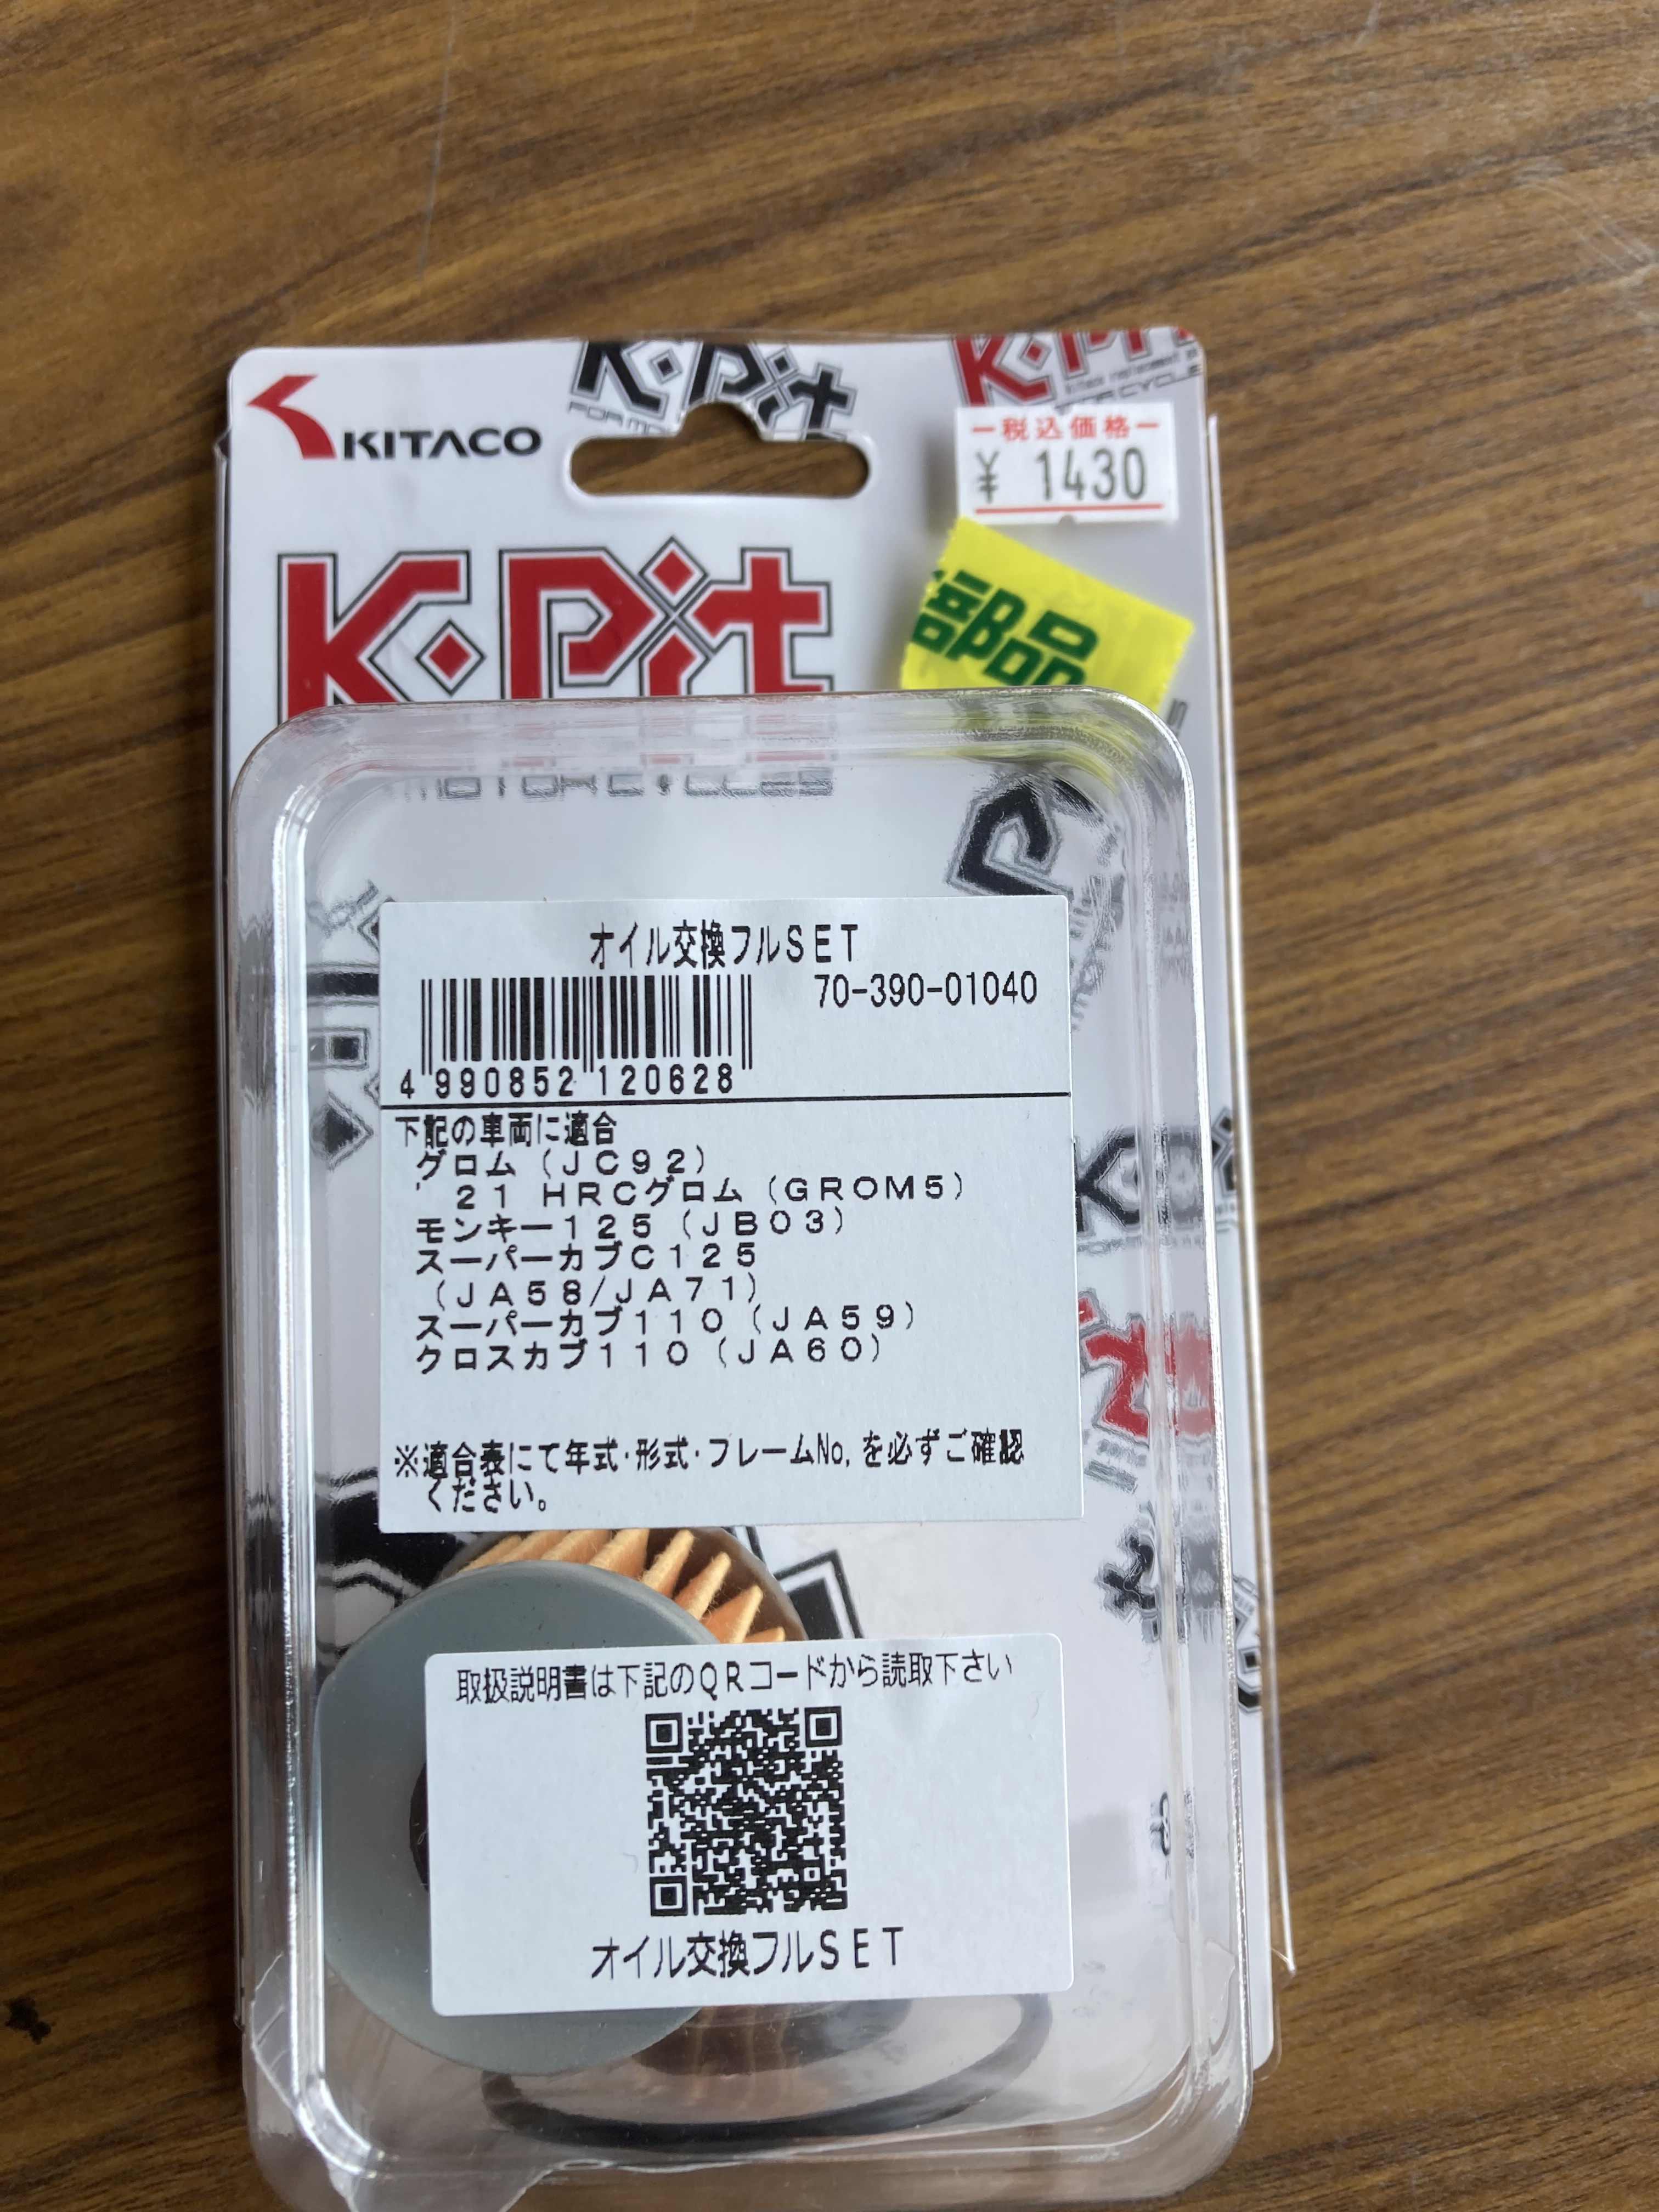 KITACO
K·Pit
K·Pit
FOR MO
K·Pit
MOTORCYCLES
税込価格
¥ 1430
部品
オイル交換フルSET
70-390-01040
4 990852 120628
下記の車両に適合
グロム（JC92）
'21 HRCグロム（GROM5）
モンキー125（JB03）
スーパーカブC125
（JA58/JA71）
スーパーカブ110（JA59）
クロスカブ110（JA60）
※適合表にて年式・形式・フレームNo.を必ずご確認
ください。
取扱説明書は下記のQRコードから読取下さい
オイル交換フルSET